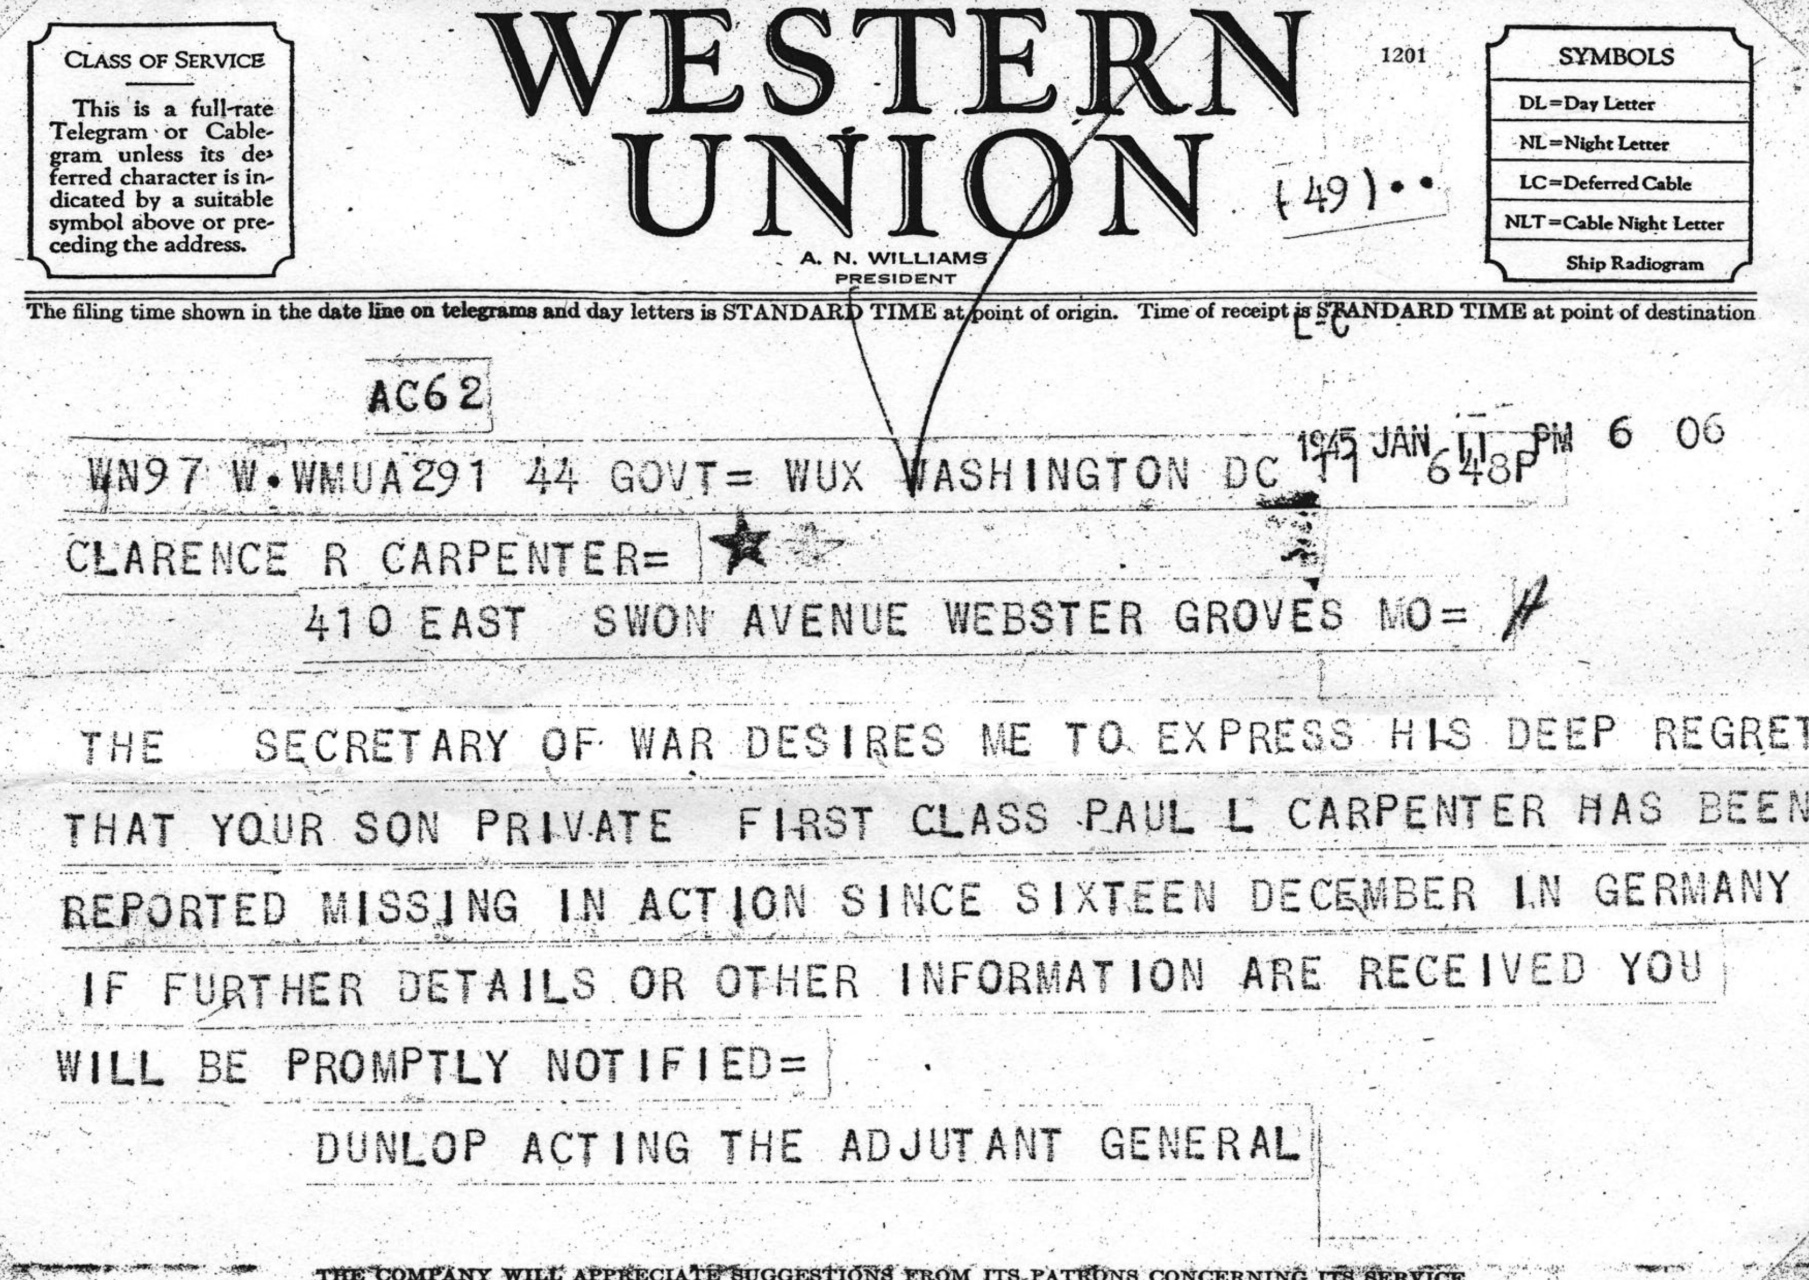 CLASS OF SERVICE
This is a full-rate
Telegram or Cable-
gram unless its de-
ferred character is in-
dicated by a suitable
symbol above or pre-
ceding the address.
WESTERN
UNION
A. N. WILLIAMS
PRESIDENT
1201
(49)••
SYMBOLS
DL=Day Letter
NL=Night Letter
LC=Deferred Cable
NLT=Cable Night Letter
Ship Radiogram
The filing time shown in the date line on telegrams and day letters is STANDARD TIME at point of origin. Time of receipt is STANDARD TIME at point of destination
AC62
1945 JAN 11 PM 6 06
WN97 W.WMUA291 44 GOVT= WUX WASHINGTON DC 11 648P
CLARENCE R CARPENTER=
410 EAST SWON AVENUE WEBSTER GROVES MO=
THE SECRETARY OF WAR DESIRES ME TO EXPRESS HIS DEEP REGRET
THAT YOUR SON PRIVATE FIRST CLASS PAUL L CARPENTER HAS BEEN
REPORTED MISSING IN ACTION SINCE SIXTEEN DECEMBER IN GERMANY
IF FURTHER DETAILS OR OTHER INFORMATION ARE RECEIVED YOU
WILL BE PROMPTLY NOTIFIED=
DUNLOP ACTING THE ADJUTANT GENERAL
THE COMPANY WILL APPRECIATE SUGGESTIONS FROM ITS PATRONS CONCERNING ITS SERVICE